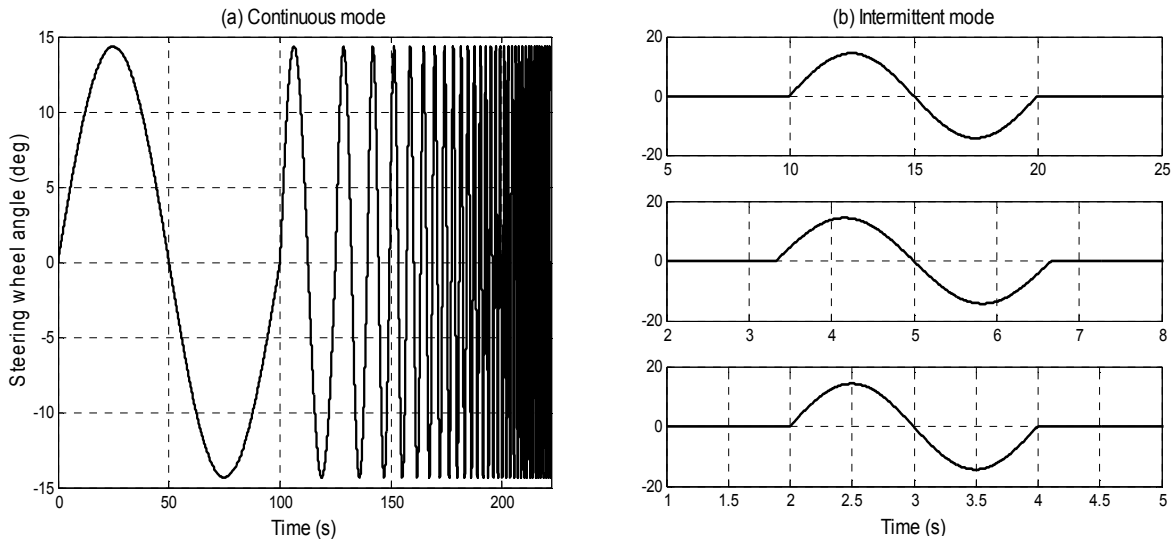 (a) Continuous mode
15
10
5
0
-5
-10
-15
0 50 100 150 200
Steering wheel angle (deg)
Time (s)
(b) Intermittent mode
20
0
-20
5 10 15 20 25
20
0
-20
2 3 4 5 6 7 8
20
0
-20
1 1.5 2 2.5 3 3.5 4 4.5 5
Time (s)